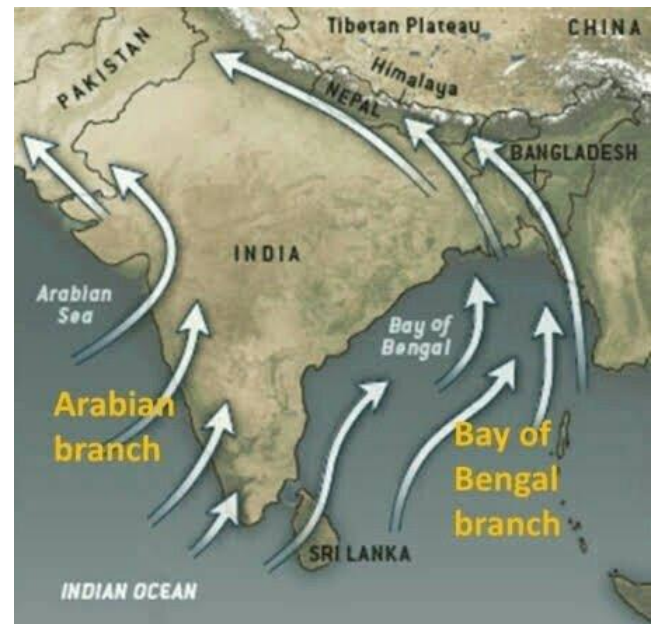 Tibetan Plateau
CHINA
PAKISTAN
Himalaya
NEPAL
BANGLADESH
INDIA
Arabian
Sea
Bay of
Bengal
Arabian
branch
Bay of
Bengal
branch
SRI LANKA
INDIAN OCEAN